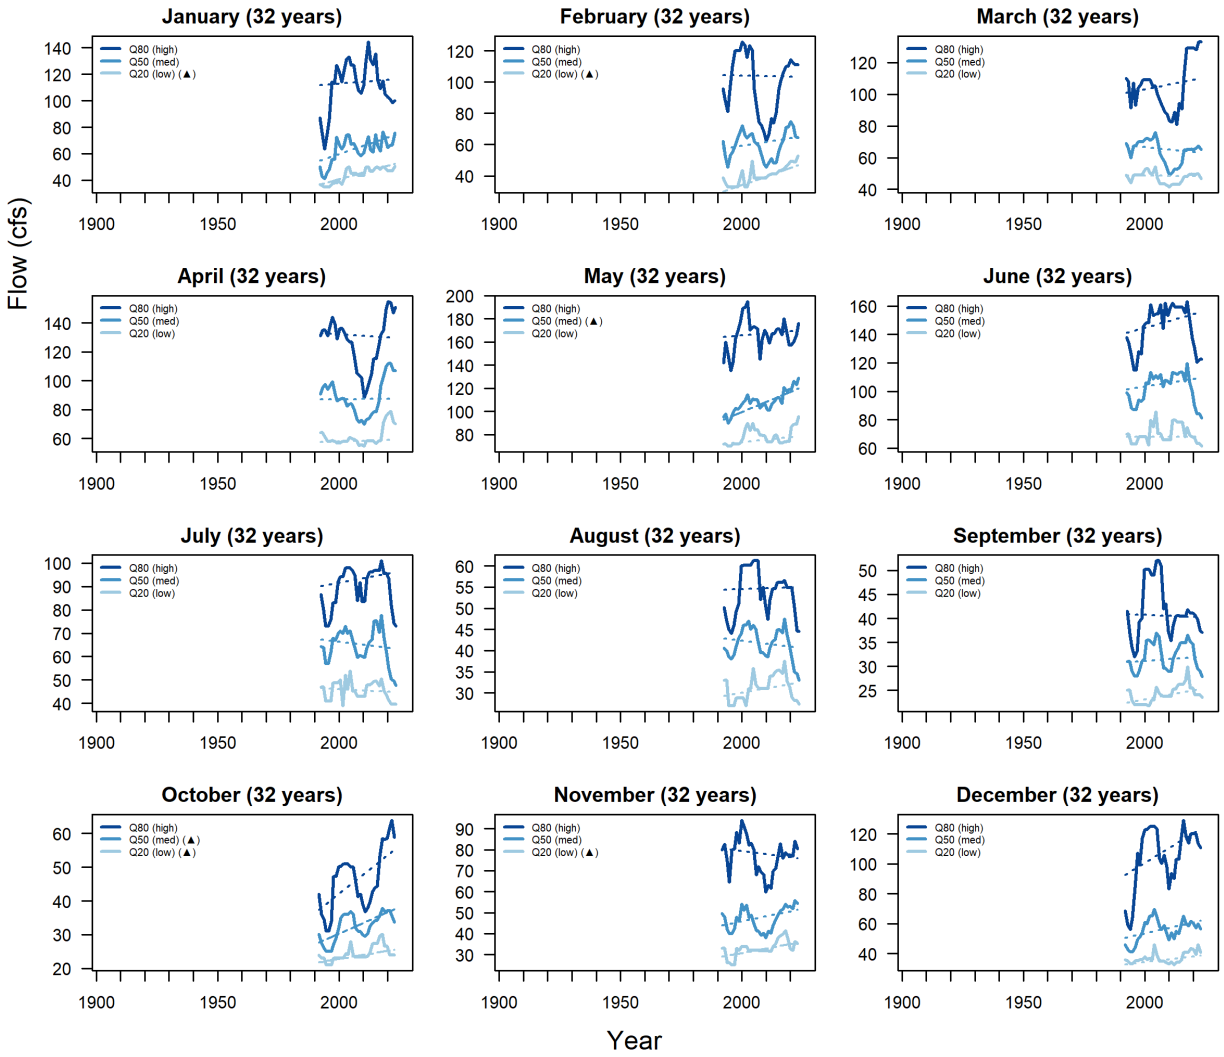 January (32 years)
Q80 (high)
Q50 (med)
Q20 (low) (▲)
140
120
100
80
60
40
1900
1950
2000
February (32 years)
Q80 (high)
Q50 (med)
Q20 (low) (▲)
120
100
80
60
40
1900
1950
2000
March (32 years)
Q80 (high)
Q50 (med)
Q20 (low)
120
100
80
60
40
1900
1950
2000
Flow (cfs)
April (32 years)
Q80 (high)
Q50 (med)
Q20 (low)
140
120
100
80
60
1900
1950
2000
May (32 years)
Q80 (high)
Q50 (med) (▲)
Q20 (low)
200
180
160
140
120
100
80
1900
1950
2000
June (32 years)
Q80 (high)
Q50 (med)
Q20 (low)
160
140
120
100
80
60
1900
1950
2000
July (32 years)
Q80 (high)
Q50 (med)
Q20 (low)
100
90
80
70
60
50
40
1900
1950
2000
August (32 years)
Q80 (high)
Q50 (med)
Q20 (low)
60
55
50
45
40
35
30
1900
1950
2000
September (32 years)
Q80 (high)
Q50 (med)
Q20 (low)
50
45
40
35
30
25
1900
1950
2000
October (32 years)
Q80 (high)
Q50 (med) (▲)
Q20 (low) (▲)
60
50
40
30
20
1900
1950
2000
November (32 years)
Q80 (high)
Q50 (med)
Q20 (low) (▲)
90
80
70
60
50
40
30
1900
1950
2000
December (32 years)
Q80 (high)
Q50 (med)
Q20 (low)
120
100
80
60
40
1900
1950
2000
Year